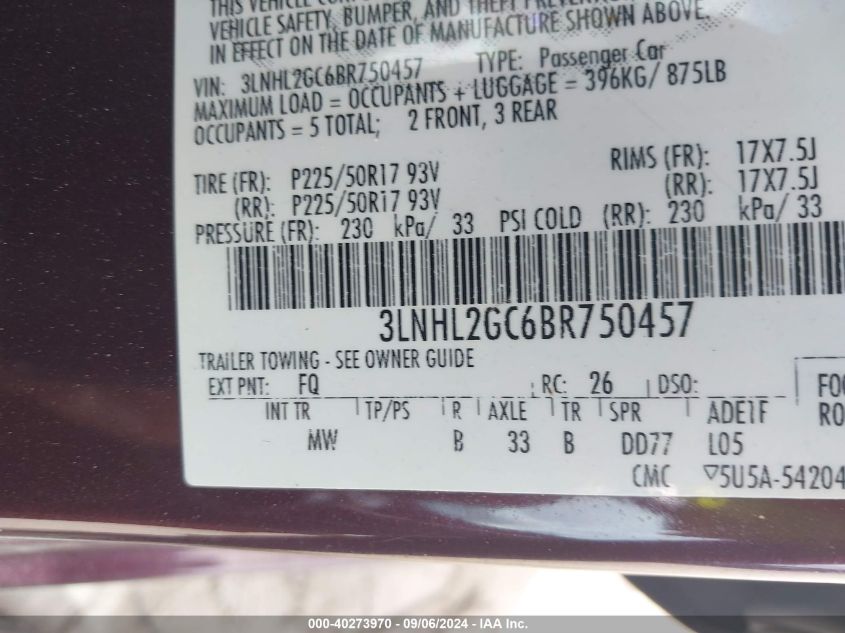 THIS VEHICLE
VEHICLE SAFETY, BUMPER, AND THEFT PREVENTION
IN EFFECT ON THE DATE OF MANUFACTURE SHOWN ABOVE.
VIN: 3LNHL2GC6BR750457 TYPE: Passenger Car
MAXIMUM LOAD = OCCUPANTS + LUGGAGE = 396KG/ 875LB
OCCUPANTS = 5 TOTAL; 2 FRONT, 3 REAR
TIRE (FR): P225/50R17 93V RIMS (FR): 17X7.5J
(RR): P225/50R17 93V (RR): 17X7.5J
PRESSURE (FR): 230 kPa/ 33 PSI COLD (RR): 230 kPa/ 33
3LNHL2GC6BR750457
TRAILER TOWING - SEE OWNER GUIDE
EXT PNT: FQ RC: 26 DSO: FO
INT TR TP/PS R AXLE TR SPR ADE1F RO
MW B 33 B DD77 L05
CMC ▽5U5A-54204
000-40273970 - 09/06/2024 - IAA Inc.